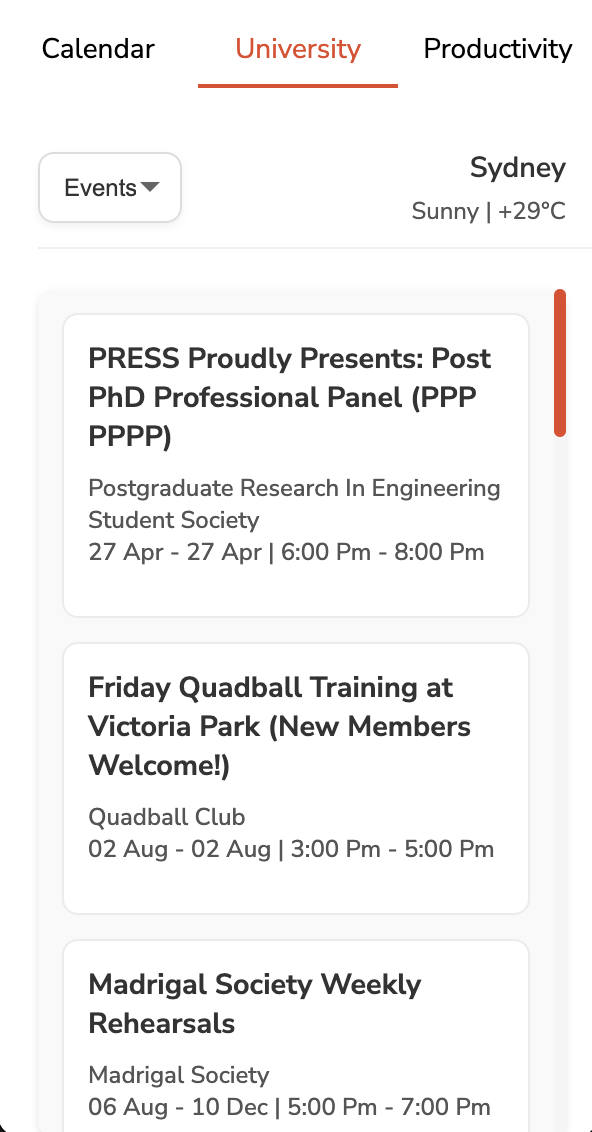 Calendar University Productivity
Events Sydney
Sunny | +29°C
PRESS Proudly Presents: Post
PhD Professional Panel (PPP
PPPP)
Postgraduate Research In Engineering
Student Society
27 Apr - 27 Apr | 6:00 Pm - 8:00 Pm
Friday Quadball Training at
Victoria Park (New Members
Welcome!)
Quadball Club
02 Aug - 02 Aug | 3:00 Pm - 5:00 Pm
Madrigal Society Weekly
Rehearsals
Madrigal Society
06 Aug - 10 Dec | 5:00 Pm - 7:00 Pm